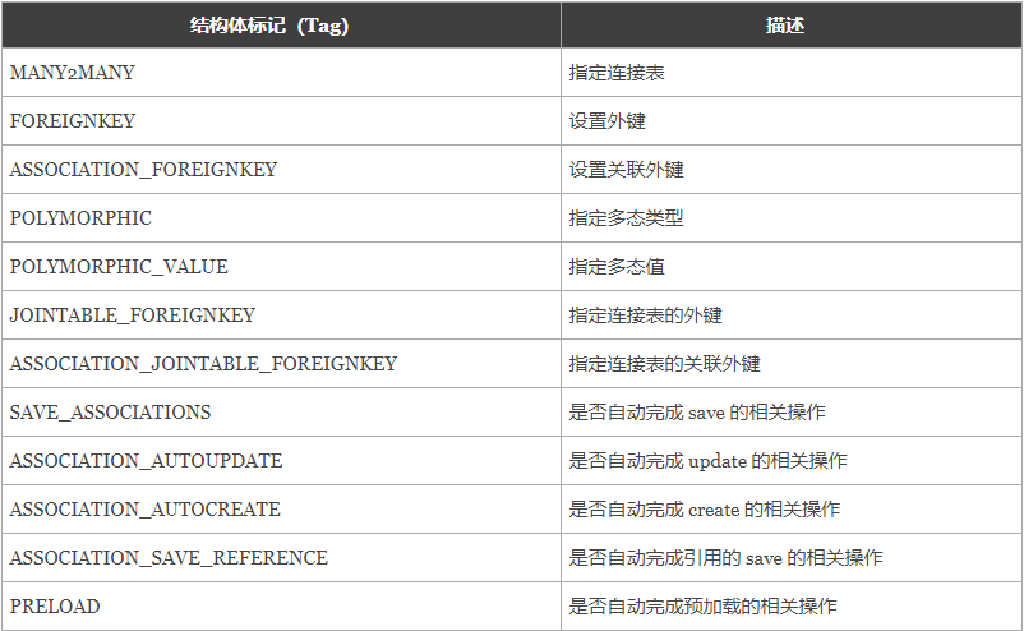 结构体标记（Tag） 描述
MANY2MANY 指定连接表
FOREIGNKEY 设置外键
ASSOCIATION_FOREIGNKEY 设置关联外键
POLYMORPHIC 指定多态类型
POLYMORPHIC_VALUE 指定多态值
JOINTABLE_FOREIGNKEY 指定连接表的外键
ASSOCIATION_JOINTABLE_FOREIGNKEY 指定连接表的关联外键
SAVE_ASSOCIATIONS 是否自动完成 save 的相关操作
ASSOCIATION_AUTOUPDATE 是否自动完成 update 的相关操作
ASSOCIATION_AUTOCREATE 是否自动完成 create 的相关操作
ASSOCIATION_SAVE_REFERENCE 是否自动完成引用的 save 的相关操作
PRELOAD 是否自动完成预加载的相关操作